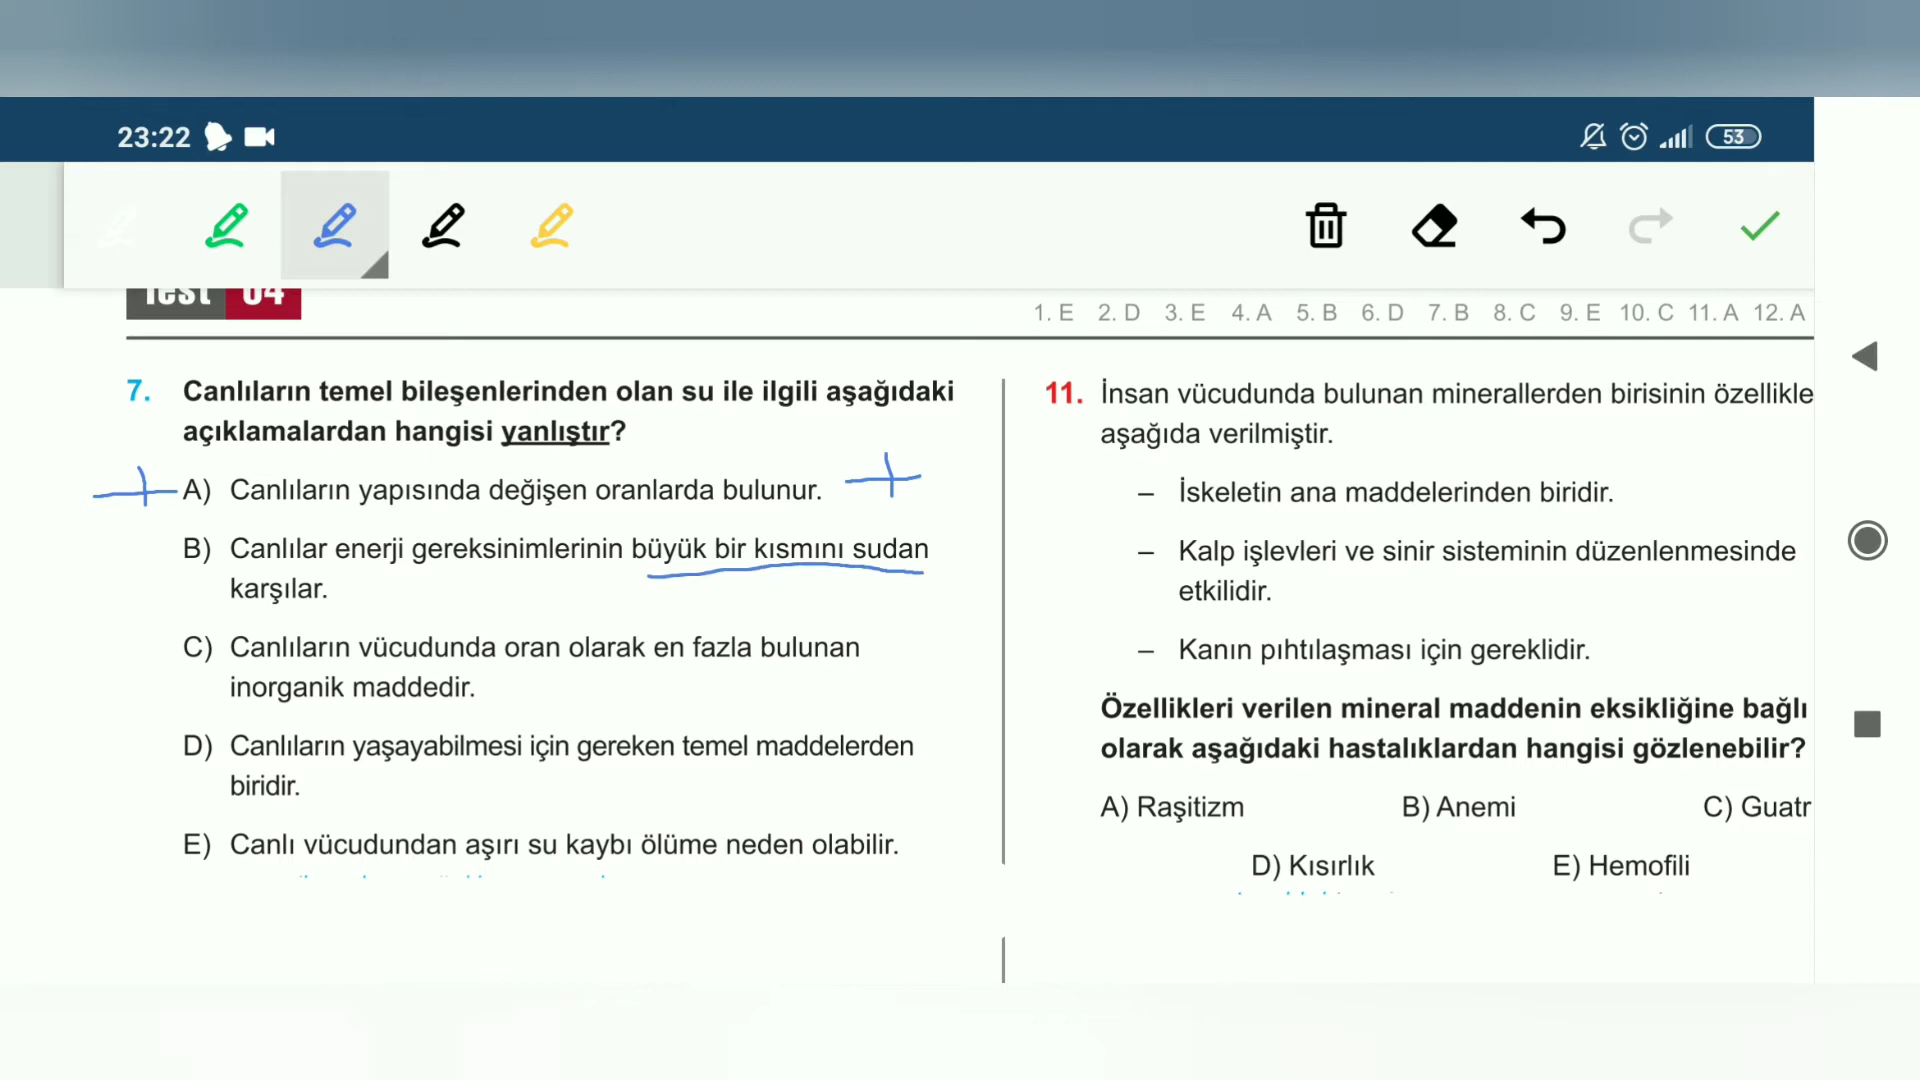 23:22
53
Test 04
1. E 2. D 3. E 4. A 5. B 6. D 7. B 8. C 9. E 10. C 11. A 12. A
7. Canlıların temel bileşenlerinden olan su ile ilgili aşağıdaki
açıklamalardan hangisi yanlıştır?
A) Canlıların yapısında değişen oranlarda bulunur.
B) Canlılar enerji gereksinimlerinin büyük bir kısmını sudan
karşılar.
C) Canlıların vücudunda oran olarak en fazla bulunan
inorganik maddedir.
D) Canlıların yaşayabilmesi için gereken temel maddelerden
biridir.
E) Canlı vücudundan aşırı su kaybı ölüme neden olabilir.
11. İnsan vücudunda bulunan minerallerden birisinin özellikle
aşağıda verilmiştir.
– İskeletin ana maddelerinden biridir.
– Kalp işlevleri ve sinir sisteminin düzenlenmesinde
etkilidir.
– Kanın pıhtılaşması için gereklidir.
Özellikleri verilen mineral maddenin eksikliğine bağlı
olarak aşağıdaki hastalıklardan hangisi gözlenebilir?
A) Raşitizm B) Anemi C) Guatr
D) Kısırlık E) Hemofili